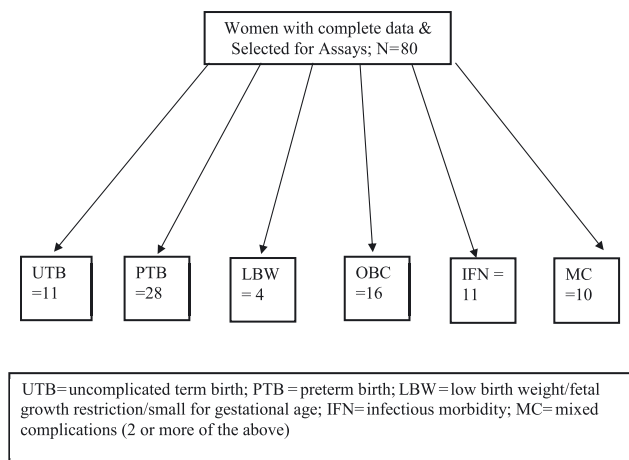 Women with complete data &
Selected for Assays; N=80
UTB
=11
PTB
=28
LBW
= 4
OBC
=16
IFN =
11
MC
=10
UTB=uncomplicated term birth; PTB = preterm birth; LBW= low birth weight/fetal
growth restriction/small for gestational age; IFN= infectious morbidity; MC= mixed
complications (2 or more of the above)